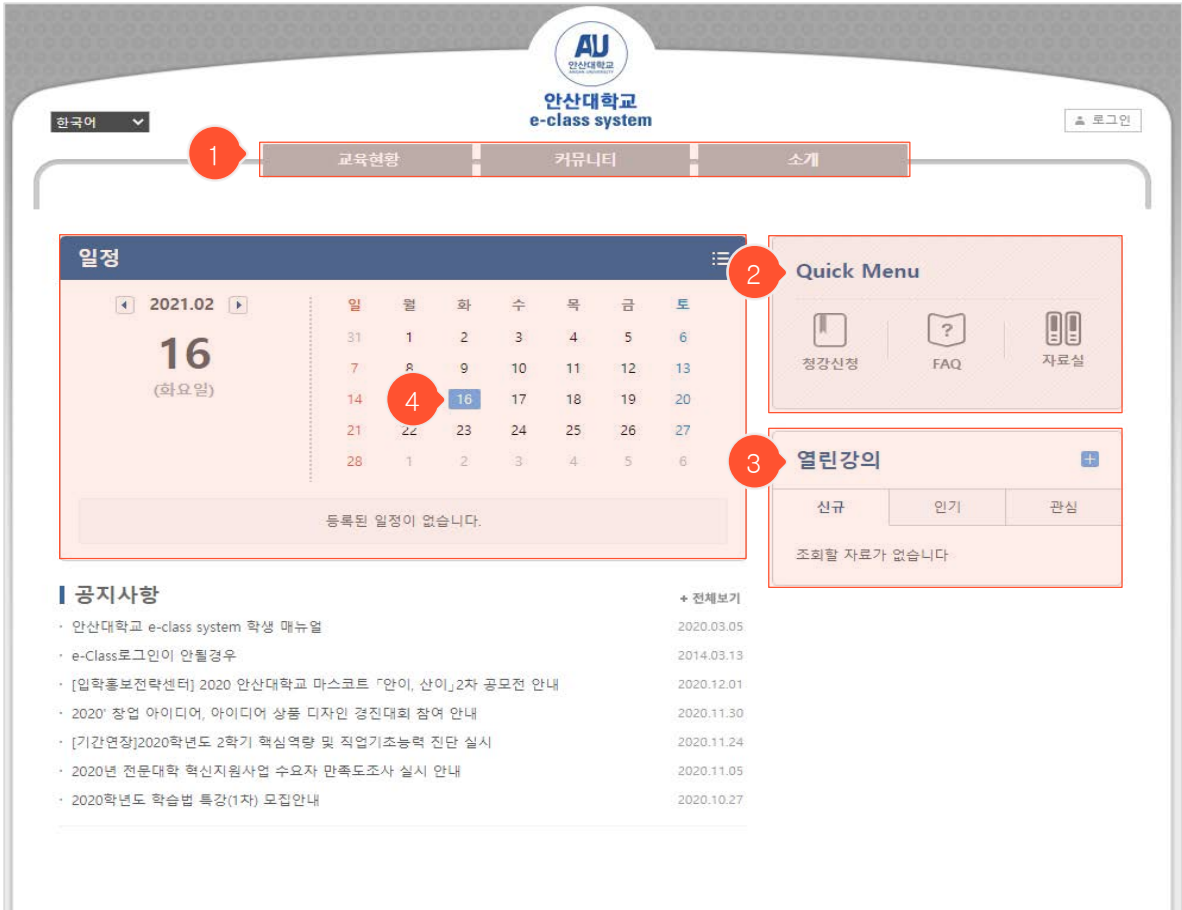 AU
안산대학교
ANSAN UNIVERSITY
안산대학교
e-class system
한국어
로그인
1
교육현황 커뮤니티 소개
일정
2021.02
16
(화요일)
일 월 화 수 목 금 토
31 1 2 3 4 5 6
7 8 9 10 11 12 13
14 4 16 17 18 19 20
21 22 23 24 25 26 27
28 1 2 3 4 5 6
등록된 일정이 없습니다.
2
Quick Menu
청강신청 FAQ 자료실
3
열린강의
신규 인기 관심
조회할 자료가 없습니다
공지사항
+ 전체보기
· 안산대학교 e-class system 학생 매뉴얼 2020.03.05
· e-Class로그인이 안될경우 2014.03.13
· [입학홍보전략센터] 2020 안산대학교 마스코트 「안이, 산이」2차 공모전 안내 2020.12.01
· 2020' 창업 아이디어, 아이디어 상품 디자인 경진대회 참여 안내 2020.11.30
· [기간연장]2020학년도 2학기 핵심역량 및 직업기초능력 진단 실시 2020.11.24
· 2020년 전문대학 혁신지원사업 수요자 만족도조사 실시 안내 2020.11.05
· 2020학년도 학습법 특강(1차) 모집안내 2020.10.27